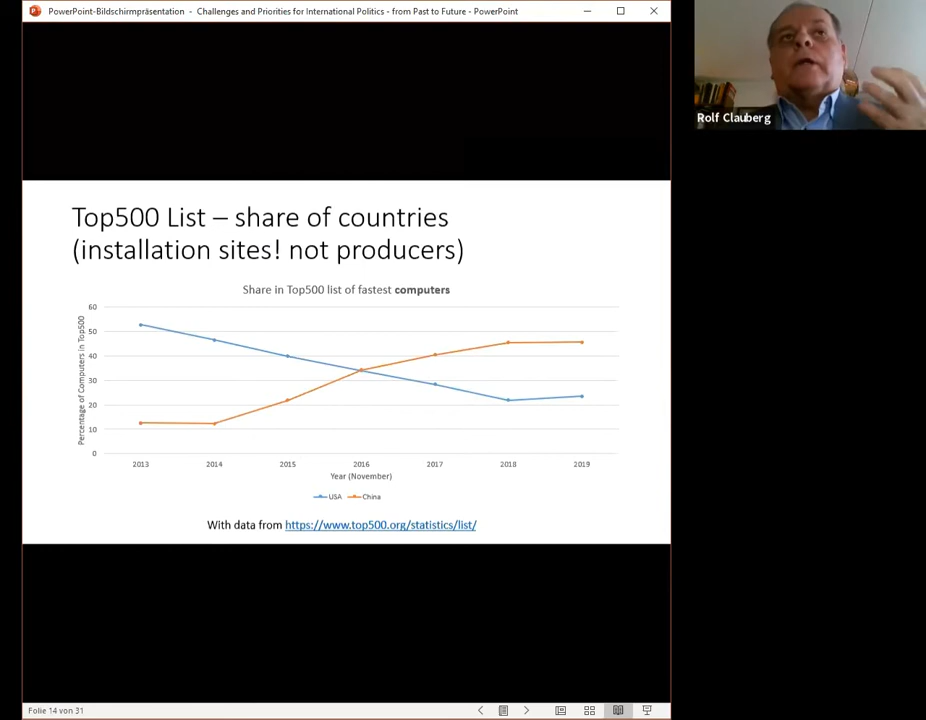 PowerPoint-Bildschirmpräsentation - Challenges and Priorities for International Politics - from Past to Future - PowerPoint
Rolf Clauberg
Top500 List – share of countries
(installation sites! not producers)
Share in Top500 list of fastest computers
Percentage of Computers in Top500
60
50
40
30
20
10
0
2013 2014 2015 2016 2017 2018 2019
Year (November)
USA China
With data from https://www.top500.org/statistics/list/
Folie 14 von 31